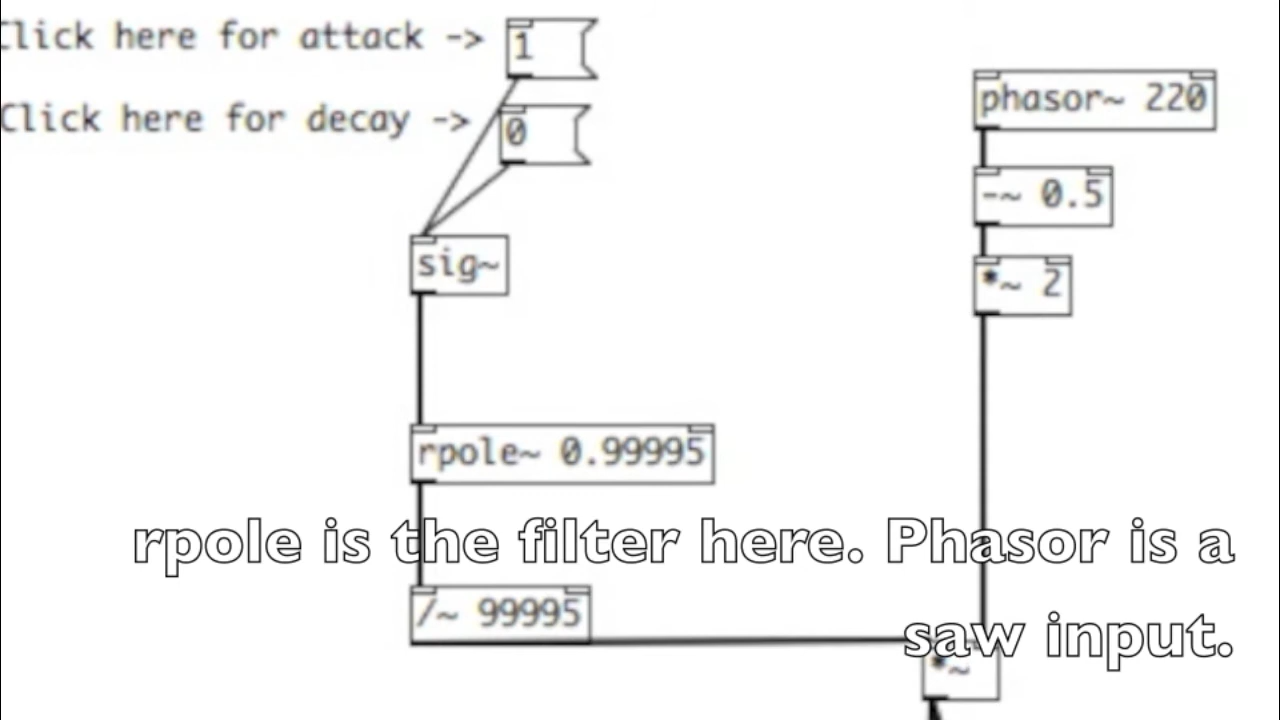 Click here for attack ->
1
phasor~ 220
Click here for decay ->
0
-~ 0.5
sig~
*~ 2
rpole~ 0.99995
rpole is the filter here. Phasor is a
saw input.
/~ 99995
*~